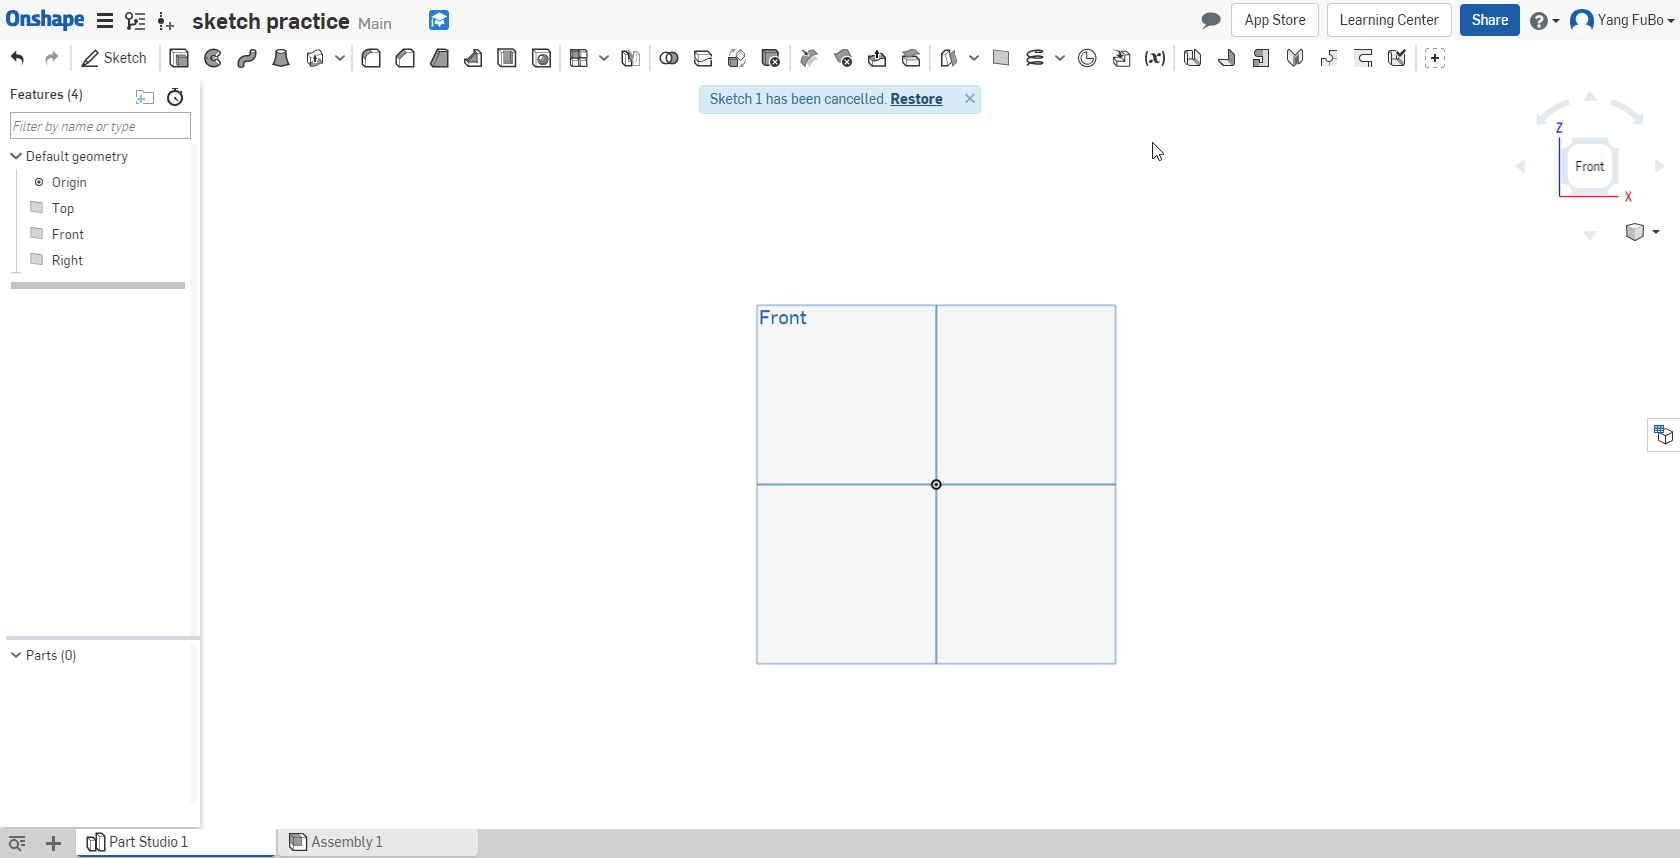 Onshape
sketch practice Main
App Store
Learning Center
Share
Yang FuBo
Sketch
(x)
Features (4)
Filter by name or type
Default geometry
Origin
Top
Front
Right
Sketch 1 has been cancelled. Restore
Z
Front
X
Front
Parts (0)
Part Studio 1
Assembly 1